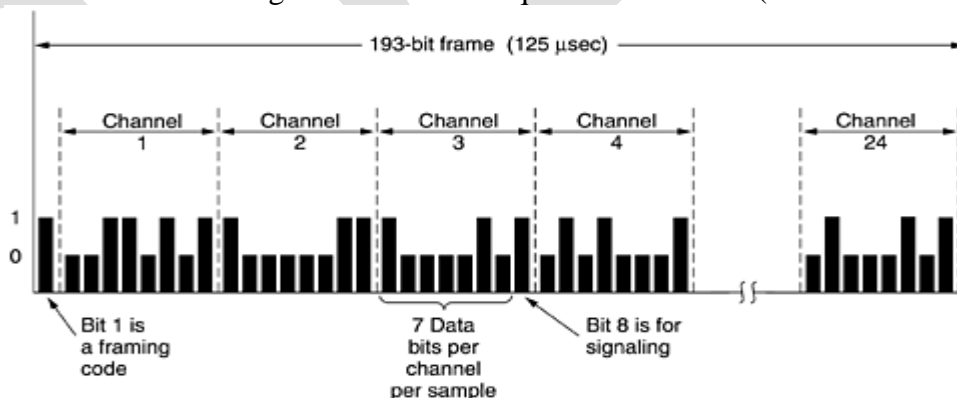 193-bit frame (125 μsec)
Channel 1
Channel 2
Channel 3
Channel 4
Channel 24
1
0
Bit 1 is
a framing
code
7 Data
bits per
channel
per sample
Bit 8 is for
signaling